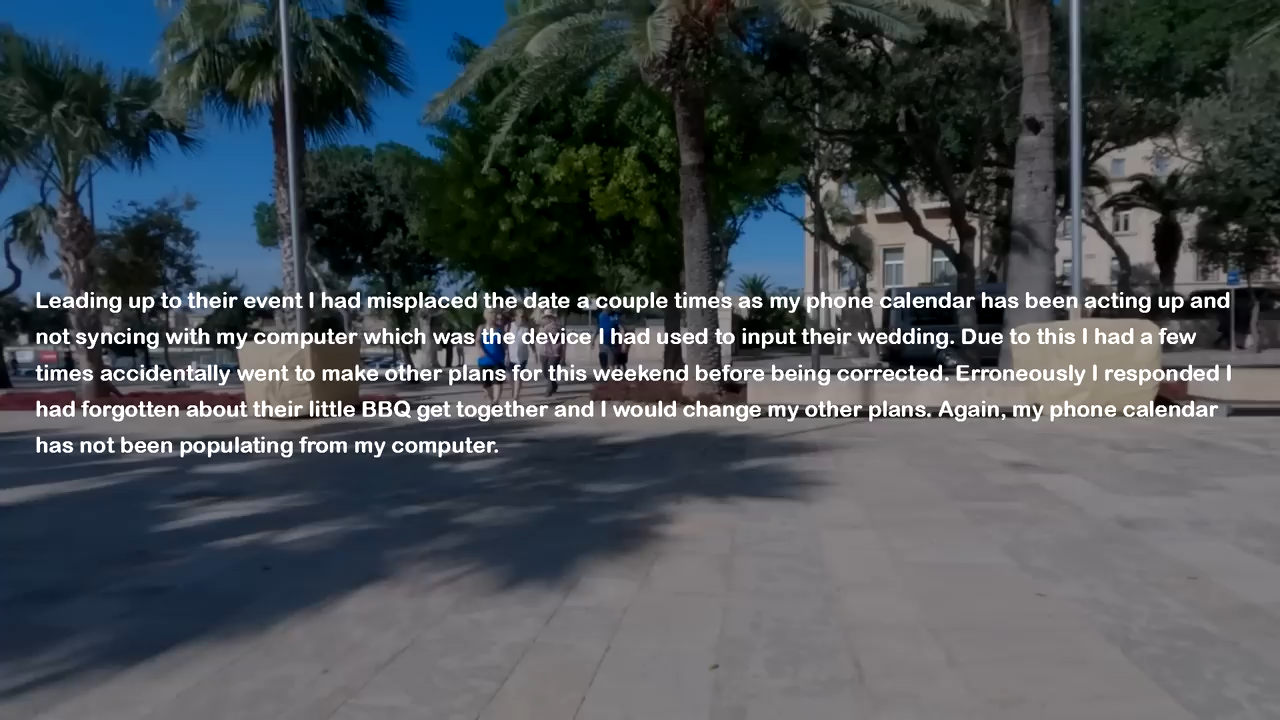 Leading up to their event I had misplaced the date a couple times as my phone calendar has been acting up and
not syncing with my computer which was the device I had used to input their wedding. Due to this I had a few
times accidentally went to make other plans for this weekend before being corrected. Erroneously I responded I
had forgotten about their little BBQ get together and I would change my other plans. Again, my phone calendar
has not been populating from my computer.